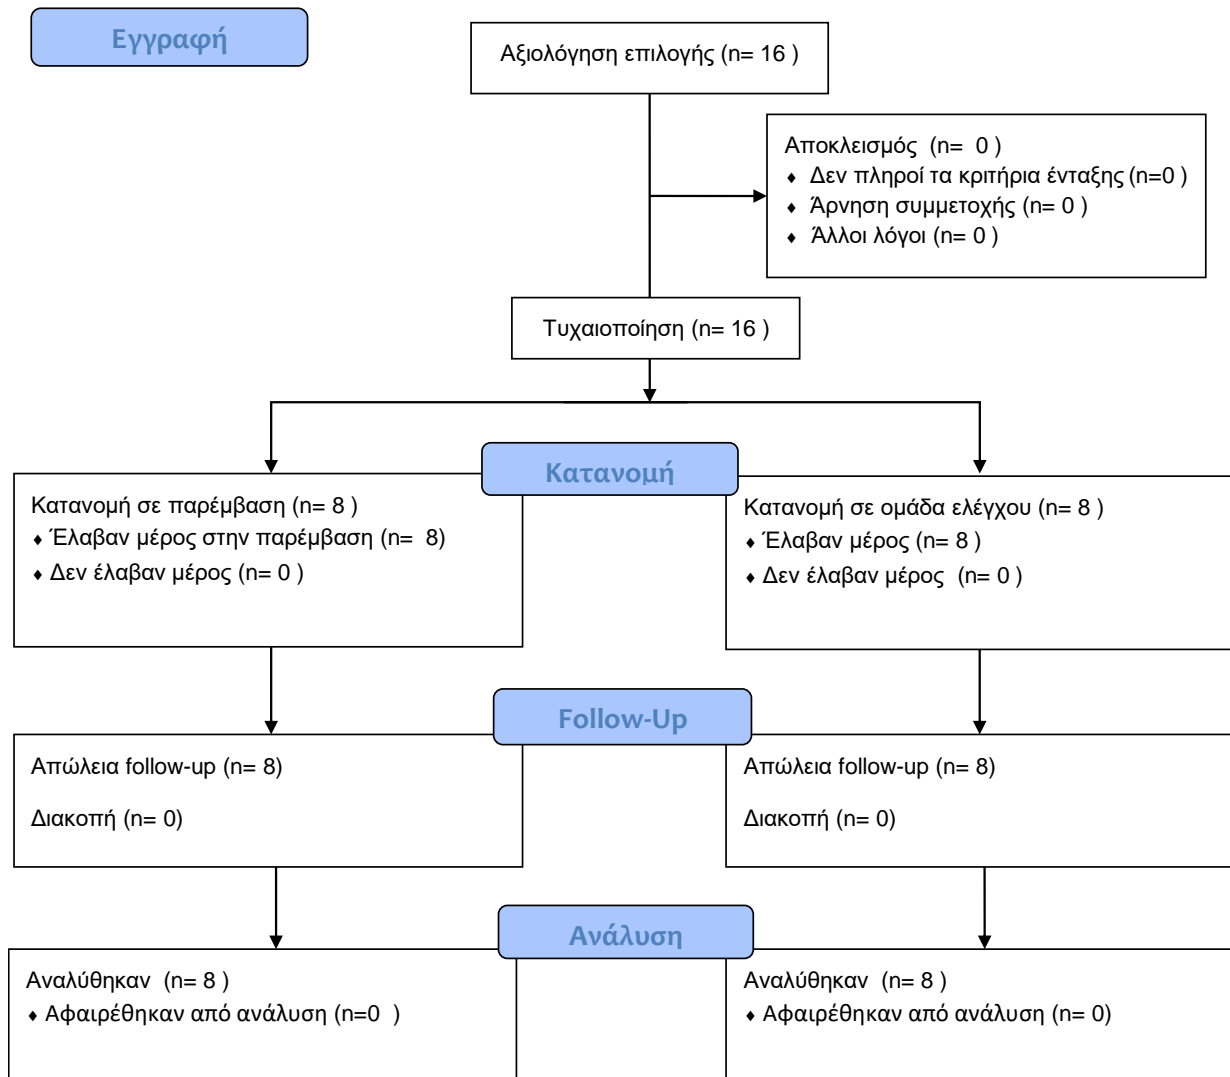 Εγγραφή
Αξιολόγηση επιλογής (n= 16 )
Αποκλεισμός (n= 0 )
♦ Δεν πληροί τα κριτήρια ένταξης (n=0 )
♦ Άρνηση συμμετοχής (n= 0 )
♦ Άλλοι λόγοι (n= 0 )
Τυχαιοποίηση (n= 16 )
Κατανομή
Κατανομή σε παρέμβαση (n= 8 )
♦ Έλαβαν μέρος στην παρέμβαση (n= 8)
♦ Δεν έλαβαν μέρος (n= 0 )
Κατανομή σε ομάδα ελέγχου (n= 8 )
♦ Έλαβαν μέρος (n= 8 )
♦ Δεν έλαβαν μέρος (n= 0 )
Follow-Up
Απώλεια follow-up (n= 8)
Διακοπή (n= 0)
Απώλεια follow-up (n= 8)
Διακοπή (n= 0)
Ανάλυση
Αναλύθηκαν (n= 8 )
♦ Αφαιρέθηκαν από ανάλυση (n=0 )
Αναλύθηκαν (n= 8 )
♦ Αφαιρέθηκαν από ανάλυση (n= 0)